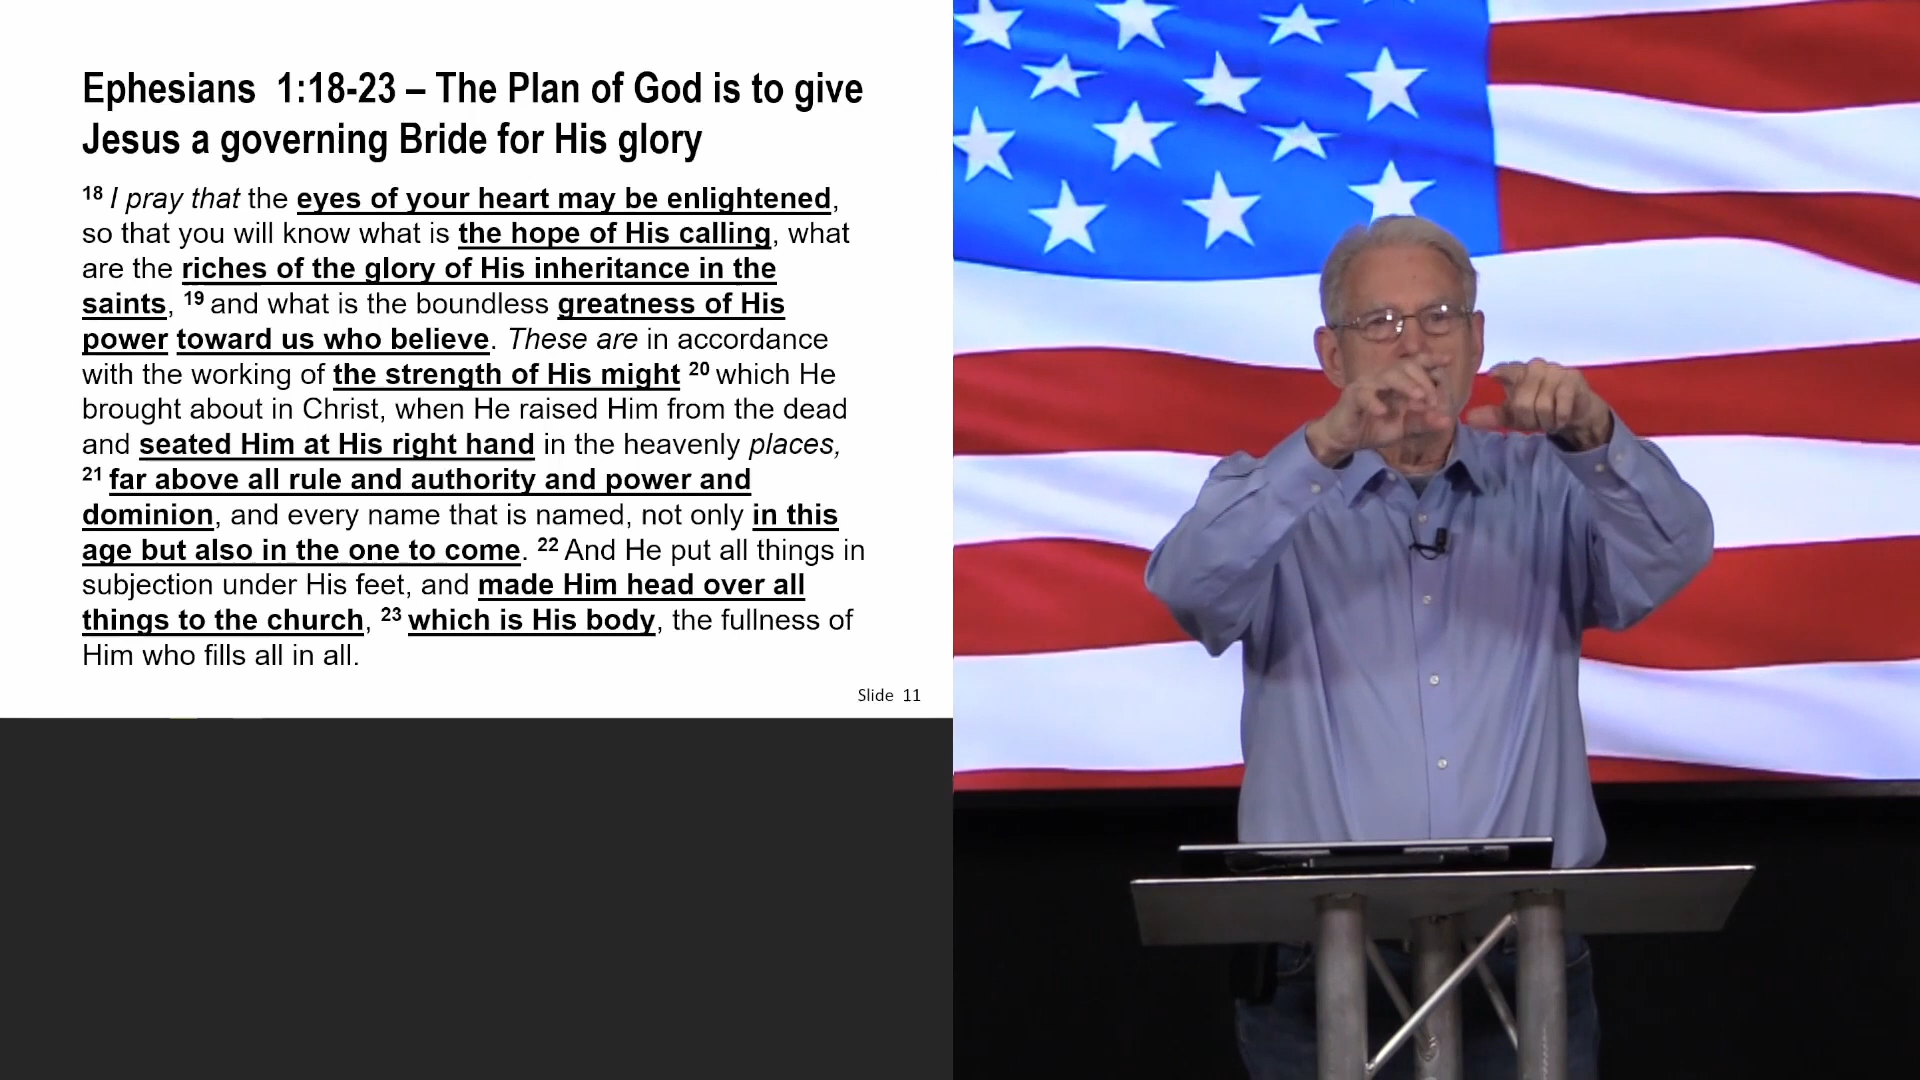 Ephesians 1:18-23 – The Plan of God is to give
Jesus a governing Bride for His glory
18 I pray that the eyes of your heart may be enlightened,
so that you will know what is the hope of His calling, what
are the riches of the glory of His inheritance in the
saints, 19 and what is the boundless greatness of His
power toward us who believe. These are in accordance
with the working of the strength of His might 20 which He
brought about in Christ, when He raised Him from the dead
and seated Him at His right hand in the heavenly places,
21 far above all rule and authority and power and
dominion, and every name that is named, not only in this
age but also in the one to come. 22 And He put all things in
subjection under His feet, and made Him head over all
things to the church, 23 which is His body, the fullness of
Him who fills all in all.
Slide 11